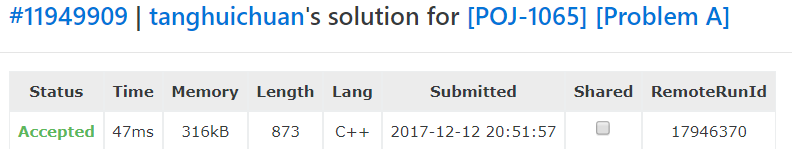 #11949909 | tanghuichuan's solution for [POJ-1065] [Problem A]
Status Time Memory Length Lang Submitted Shared RemoteRunId
Accepted 47ms 316kB 873 C++ 2017-12-12 20:51:57 17946370